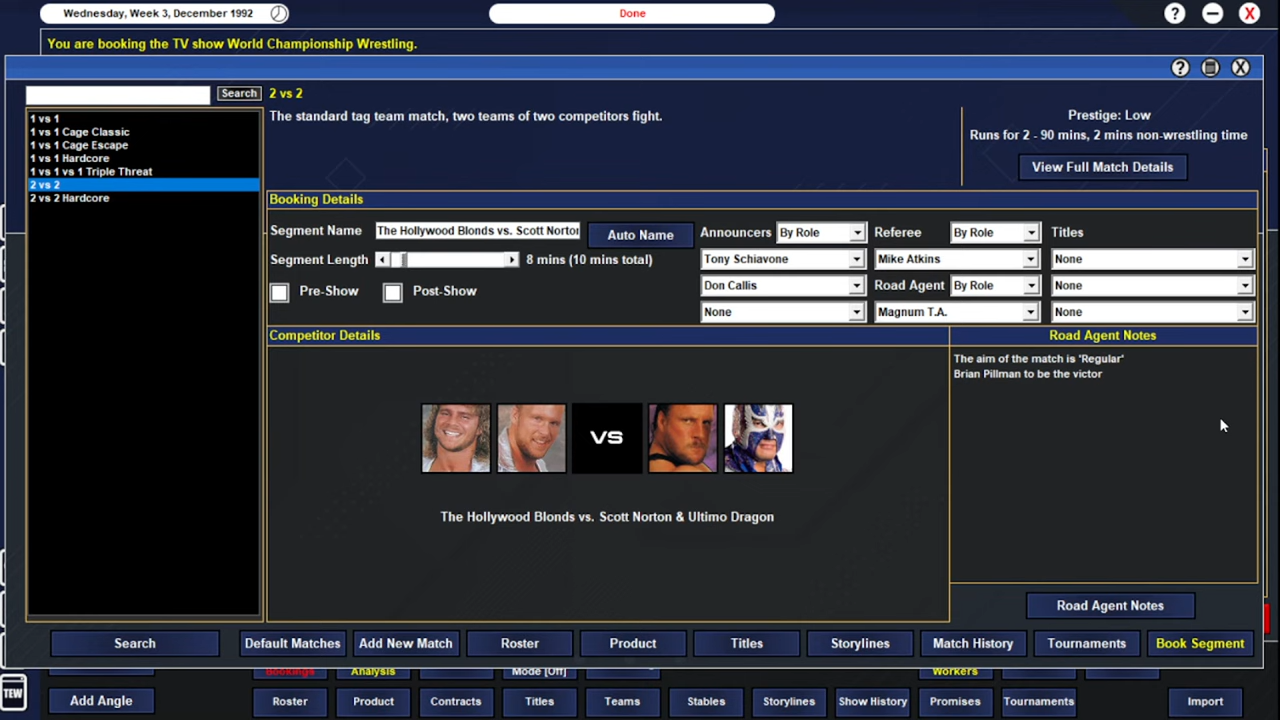 Wednesday, Week 3, December 1992
Done
?
X
You are booking the TV show World Championship Wrestling.
?
X
Search
2 vs 2
1 vs 1
1 vs 1 Cage Classic
1 vs 1 Cage Escape
1 vs 1 Hardcore
1 vs 1 vs 1 Triple Threat
2 vs 2
2 vs 2 Hardcore
The standard tag team match, two teams of two competitors fight.
Prestige: Low
Runs for 2 - 90 mins, 2 mins non-wrestling time
View Full Match Details
Booking Details
Segment Name
The Hollywood Blonds vs. Scott Nortor
Auto Name
Announcers
By Role
Referee
By Role
Titles
Segment Length
8 mins (10 mins total)
Tony Schiavone
Mike Atkins
None
Pre-Show
Post-Show
Don Callis
Road Agent
By Role
None
None
Magnum T.A.
None
Competitor Details
Road Agent Notes
The aim of the match is 'Regular'
Brian Pillman to be the victor
VS
The Hollywood Blonds vs. Scott Norton & Ultimo Dragon
Road Agent Notes
Search
Default Matches
Add New Match
Roster
Product
Titles
Storylines
Match History
Tournaments
Book Segment
Bookings
Analysis
Mode [Off]
Workers
TEW
Add Angle
Roster
Product
Contracts
Titles
Teams
Stables
Storylines
Show History
Promises
Tournaments
Import